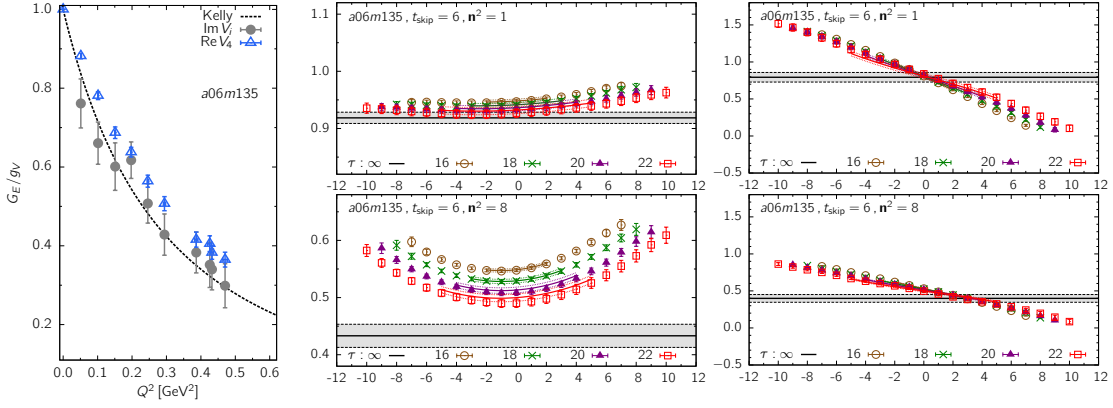 Kelly
Im V_i
Re V_4
a06m135
G_E/g_V
1.0
0.8
0.6
0.4
0.2
0.0 0.1 0.2 0.3 0.4 0.5 0.6
Q² [GeV²]
a06m135, t_skip = 6, n² = 1
1.1
1.0
0.9
τ : ∞ 16 18 20 22
-12 -10 -8 -6 -4 -2 0 2 4 6 8 10 12
a06m135, t_skip = 6, n² = 8
0.6
0.5
0.4
τ : ∞ 16 18 20 22
-12 -10 -8 -6 -4 -2 0 2 4 6 8 10 12
a06m135, t_skip = 6, n² = 1
1.5
1.0
0.5
0.0
−0.5
τ : ∞ 16 18 20 22
-12 -10 -8 -6 -4 -2 0 2 4 6 8 10 12
a06m135, t_skip = 6, n² = 8
1.5
1.0
0.5
0.0
−0.5
τ : ∞ 16 18 20 22
-12 -10 -8 -6 -4 -2 0 2 4 6 8 10 12